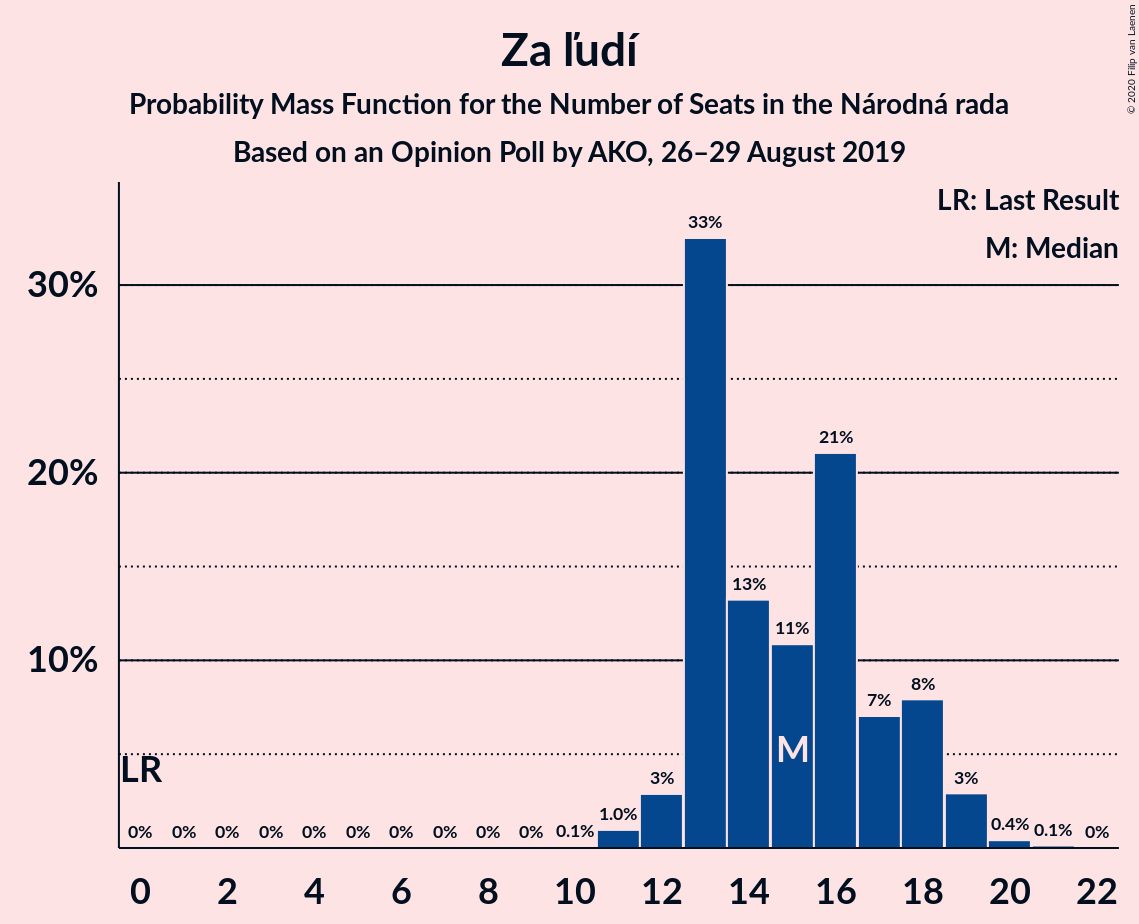 Za ľudí
Probability Mass Function for the Number of Seats in the Národná rada
Based on an Opinion Poll by AKO, 26–29 August 2019
© 2020 Filip van Laenen
LR: Last Result
M: Median
30%
20%
10%
33%
21%
13%
11%
8%
7%
M
LR
3%
3%
0% 0% 0% 0% 0% 0% 0% 0% 0% 0% 0.1% 1.0% 0.4% 0.1% 0%
0 2 4 6 8 10 12 14 16 18 20 22